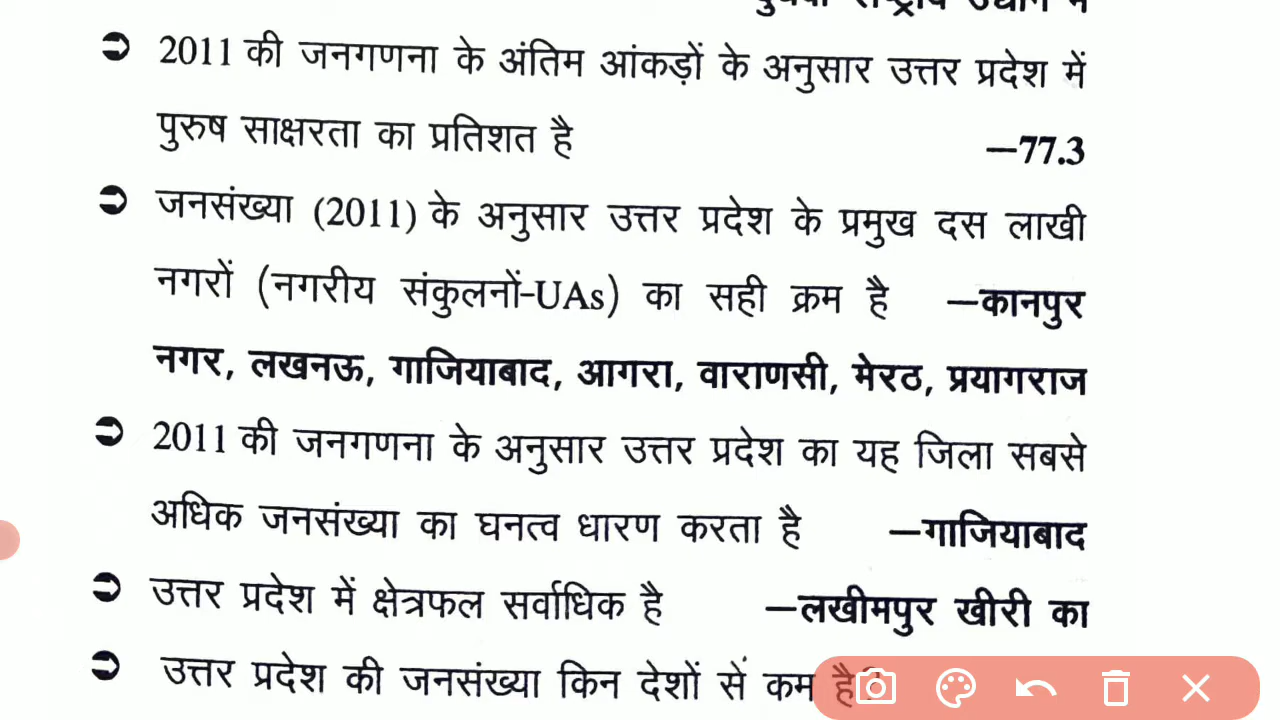 2011 की जनगणना के अंतिम आंकड़ों के अनुसार उत्तर प्रदेश में
पुरुष साक्षरता का प्रतिशत है –77.3
जनसंख्या (2011) के अनुसार उत्तर प्रदेश के प्रमुख दस लाखी
नगरों (नगरीय संकुलनों-UAs) का सही क्रम है –कानपुर
नगर, लखनऊ, गाजियाबाद, आगरा, वाराणसी, मेरठ, प्रयागराज
2011 की जनगणना के अनुसार उत्तर प्रदेश का यह जिला सबसे
अधिक जनसंख्या का घनत्व धारण करता है –गाजियाबाद
उत्तर प्रदेश में क्षेत्रफल सर्वाधिक है –लखीमपुर खीरी का
उत्तर प्रदेश की जनसंख्या किन देशों से कम है?